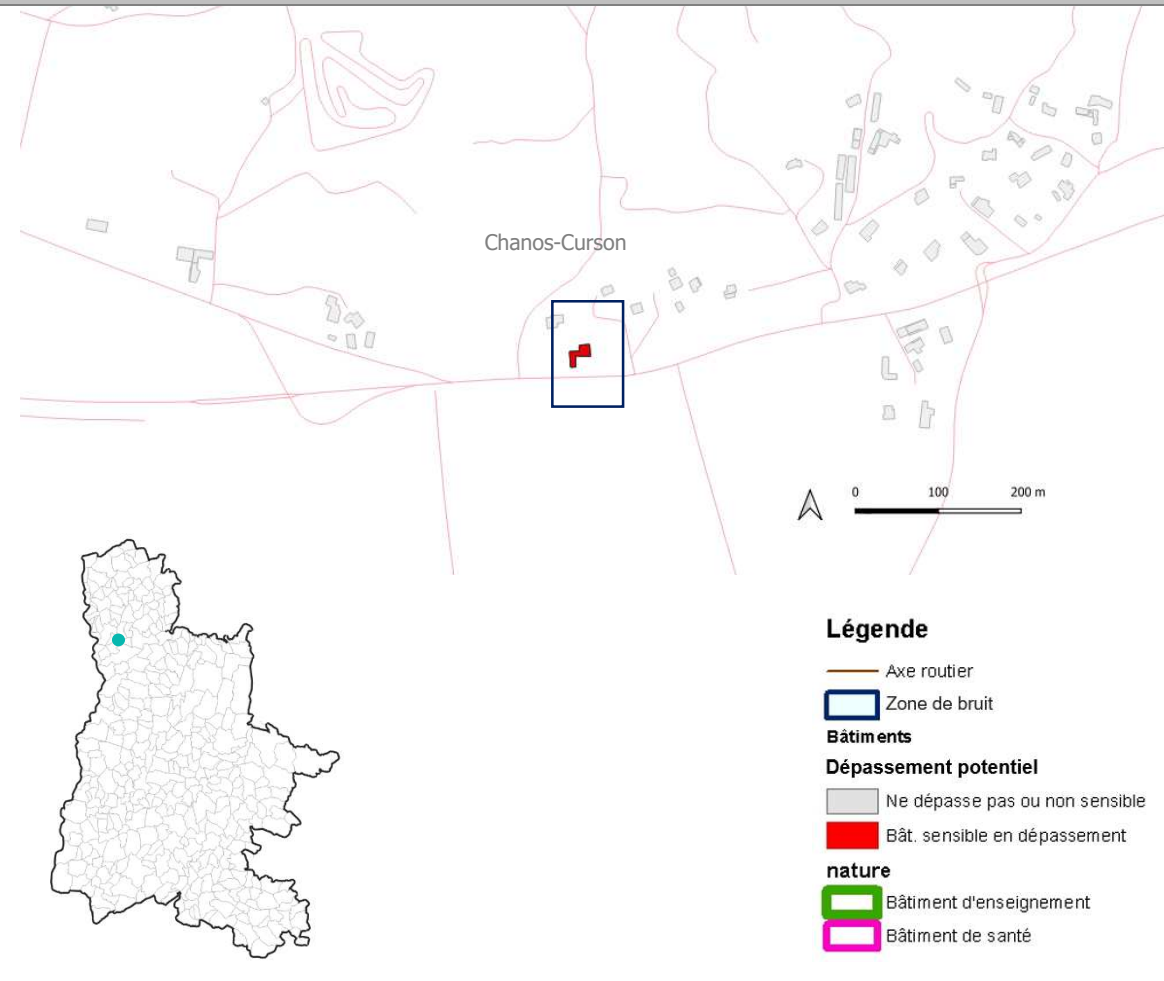 Chanos-Curson
0 100 200 m
Légende
Axe routier
Zone de bruit
Bâtiments
Dépassement potentiel
Ne dépasse pas ou non sensible
Bât. sensible en dépassement
nature
Bâtiment d'enseignement
Bâtiment de santé